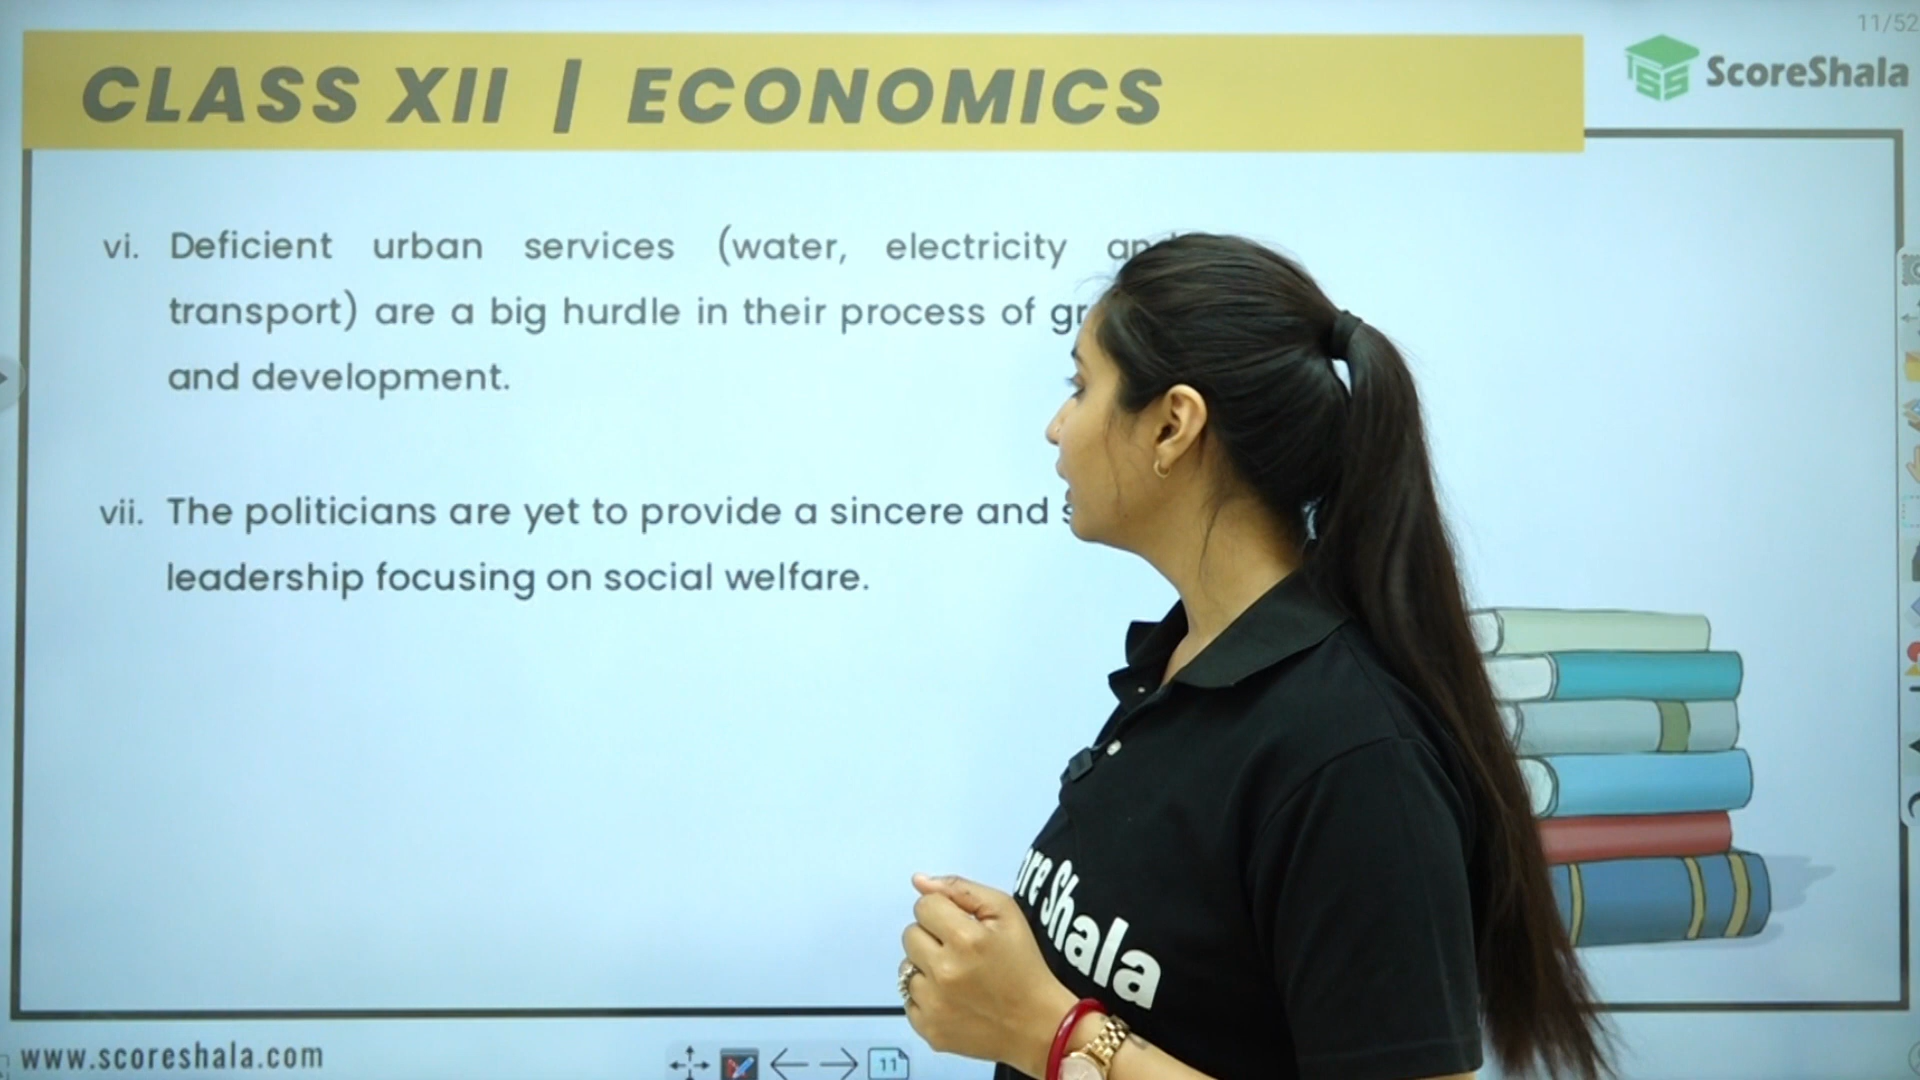 11/52
CLASS XII | ECONOMICS
ScoreShala
vi. Deficient urban services (water, electricity
transport) are a big hurdle in their process of
and development.
vii. The politicians are yet to provide a sincere and
leadership focusing on social welfare.
Shala
www.scoreshala.com
11